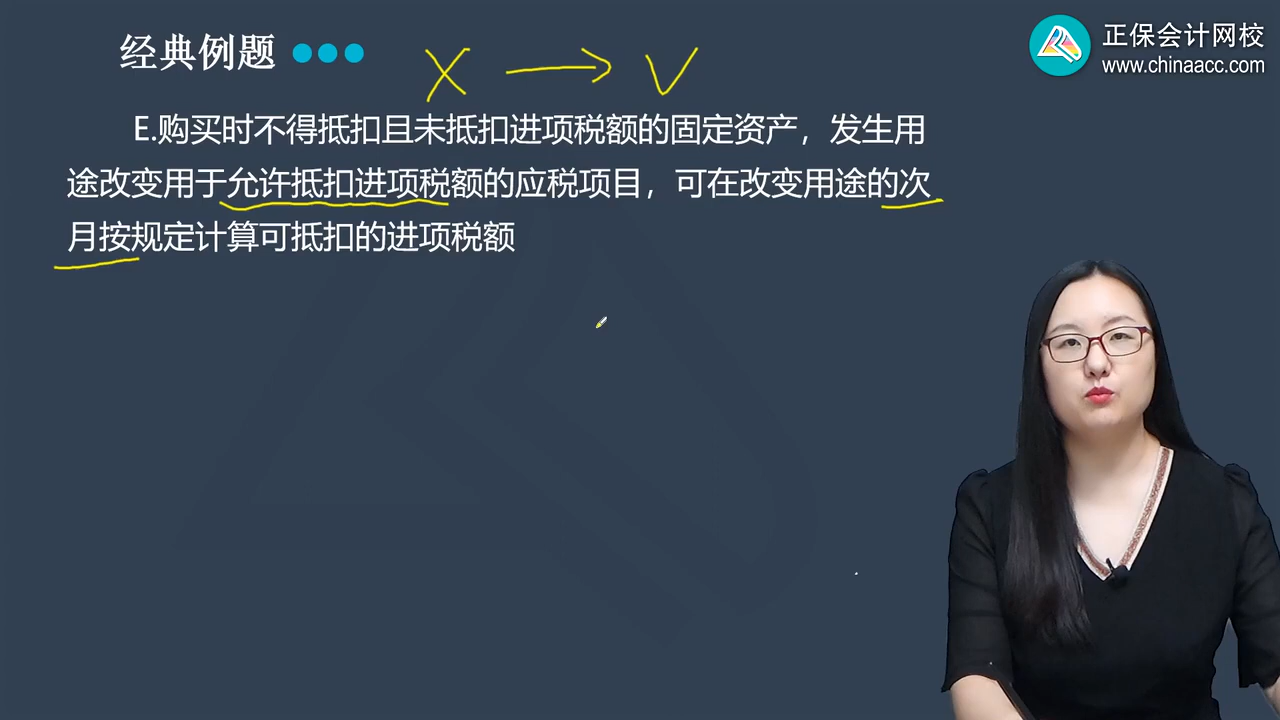 经典例题
X → V
正保会计网校
www.chinaacc.com
E.购买时不得抵扣且未抵扣进项税额的固定资产，发生用
途改变用于允许抵扣进项税额的应税项目，可在改变用途的次
月按规定计算可抵扣的进项税额